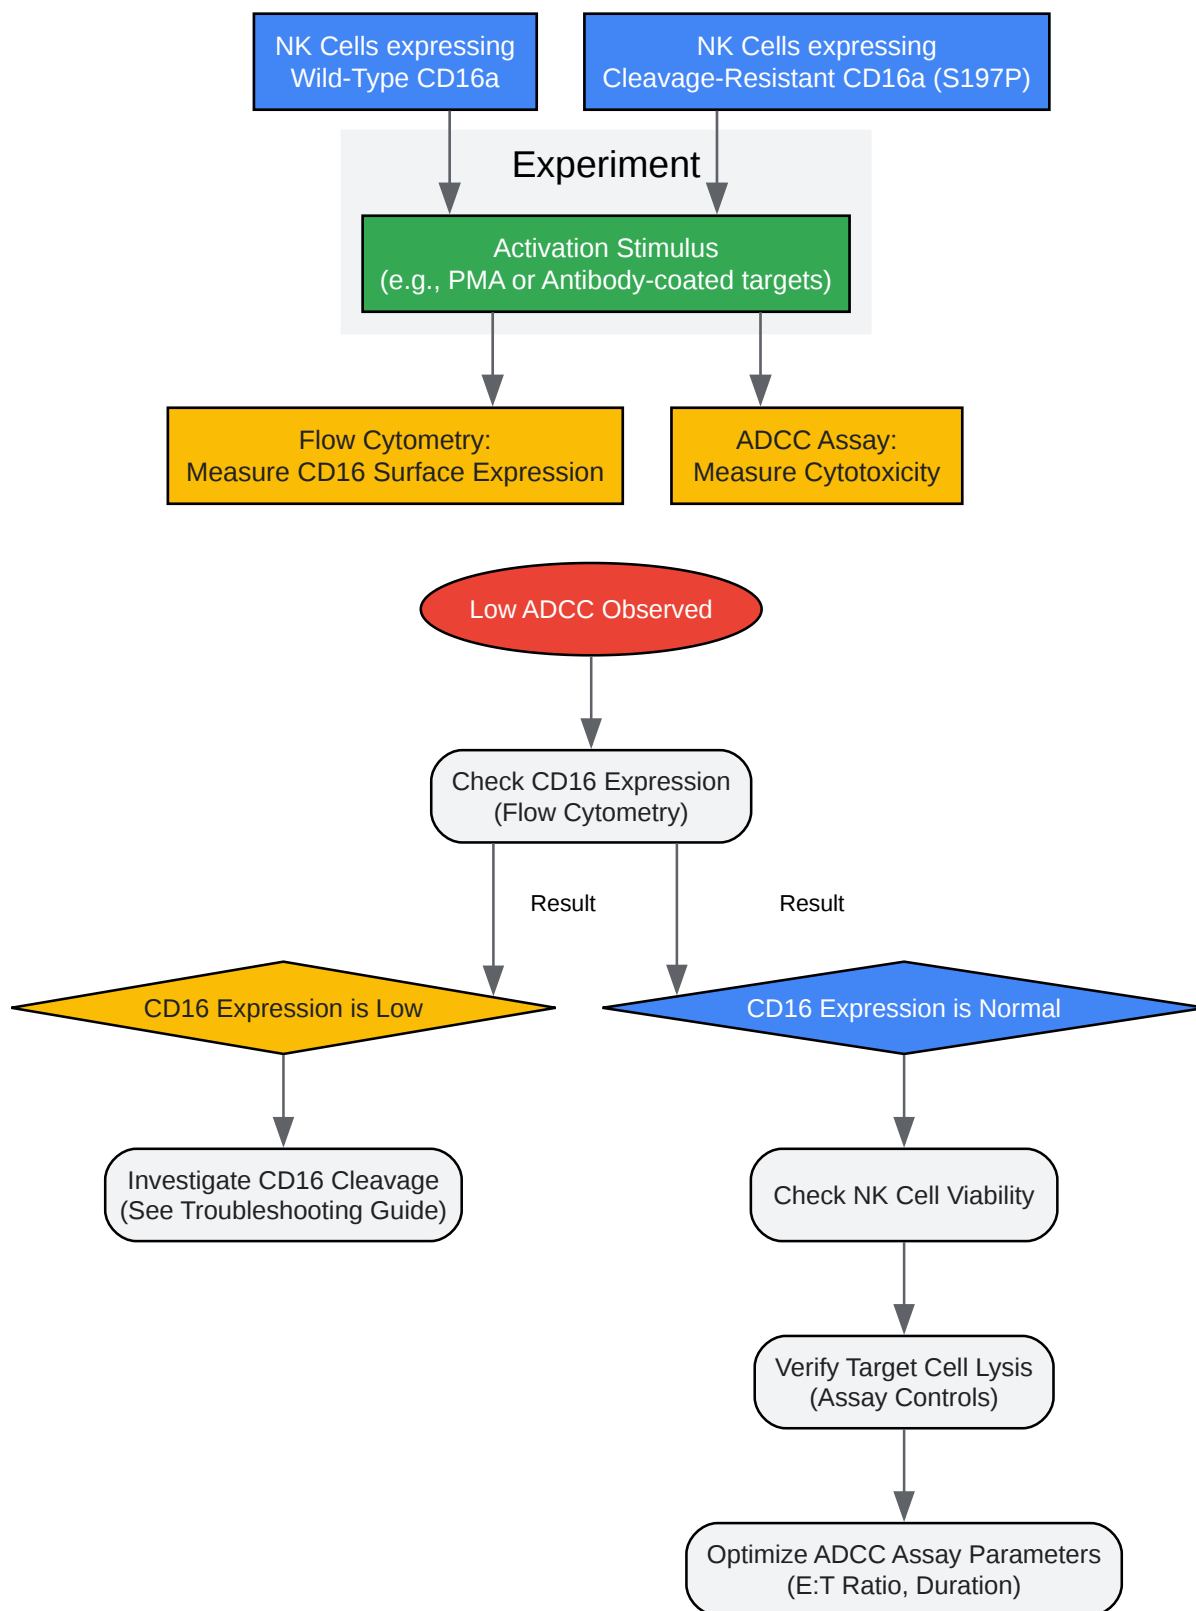 NK Cells expressing
Wild-Type CD16a
NK Cells expressing
Cleavage-Resistant CD16a (S197P)
Experiment
Activation Stimulus
(e.g., PMA or Antibody-coated targets)
Flow Cytometry:
Measure CD16 Surface Expression
ADCC Assay:
Measure Cytotoxicity
Low ADCC Observed
Check CD16 Expression
(Flow Cytometry)
Result
Result
CD16 Expression is Low
CD16 Expression is Normal
Investigate CD16 Cleavage
(See Troubleshooting Guide)
Check NK Cell Viability
Verify Target Cell Lysis
(Assay Controls)
Optimize ADCC Assay Parameters
(E:T Ratio, Duration)